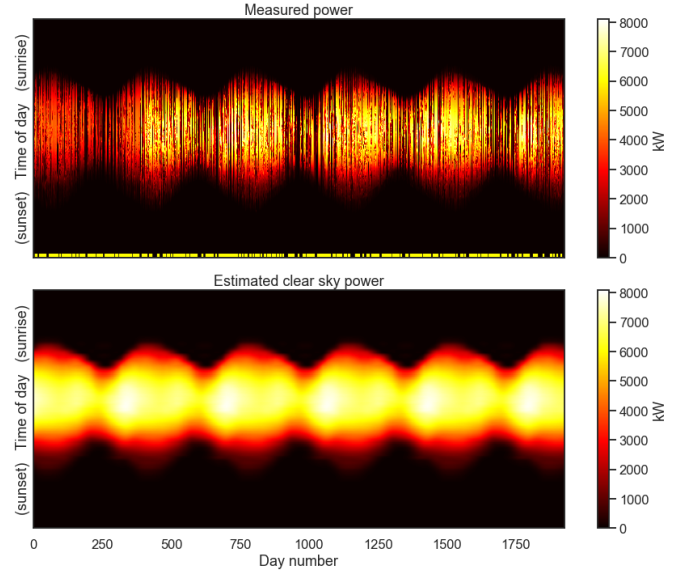 Measured power
(sunset) Time of day (sunrise)
8000
7000
6000
5000
4000
3000
2000
1000
0
kW
Estimated clear sky power
(sunset) Time of day (sunrise)
8000
7000
6000
5000
4000
3000
2000
1000
0
kW
0 250 500 750 1000 1250 1500 1750
Day number